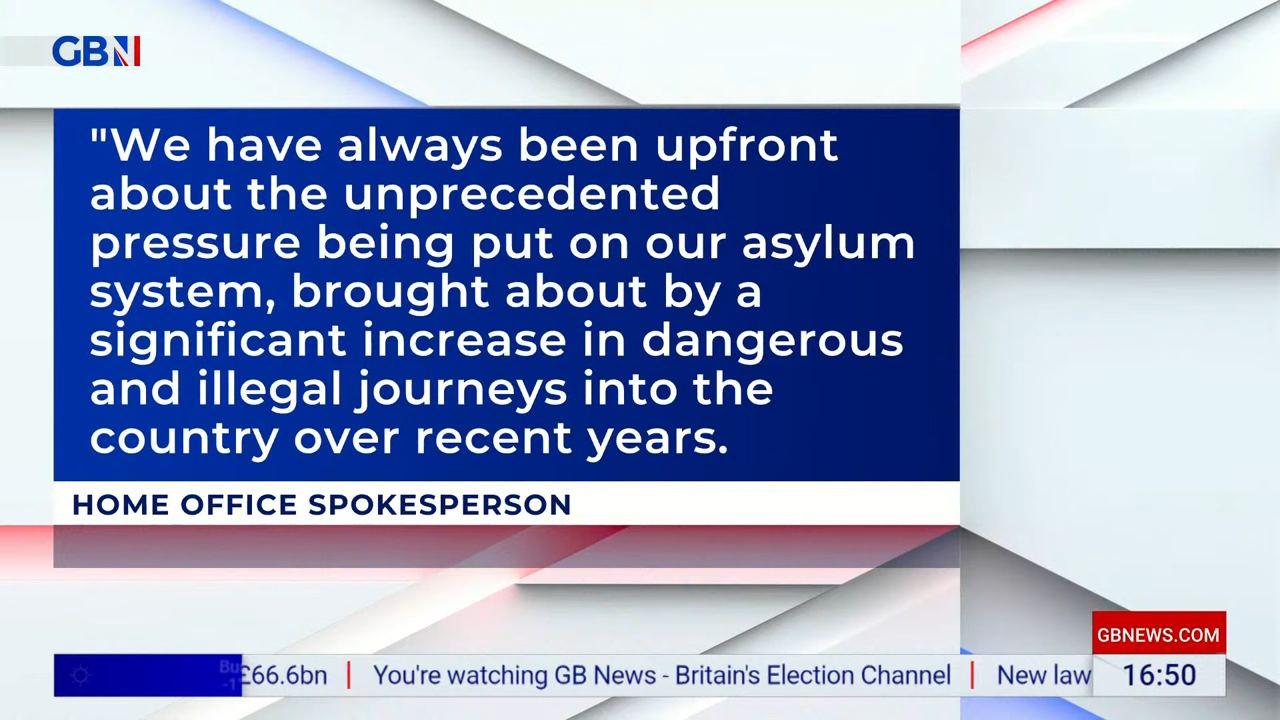 GBN
"We have always been upfront
about the unprecedented
pressure being put on our asylum
system, brought about by a
significant increase in dangerous
and illegal journeys into the
country over recent years.
HOME OFFICE SPOKESPERSON
GBNEWS.COM
£66.6bn | You're watching GB News - Britain's Election Channel | New law
16:50